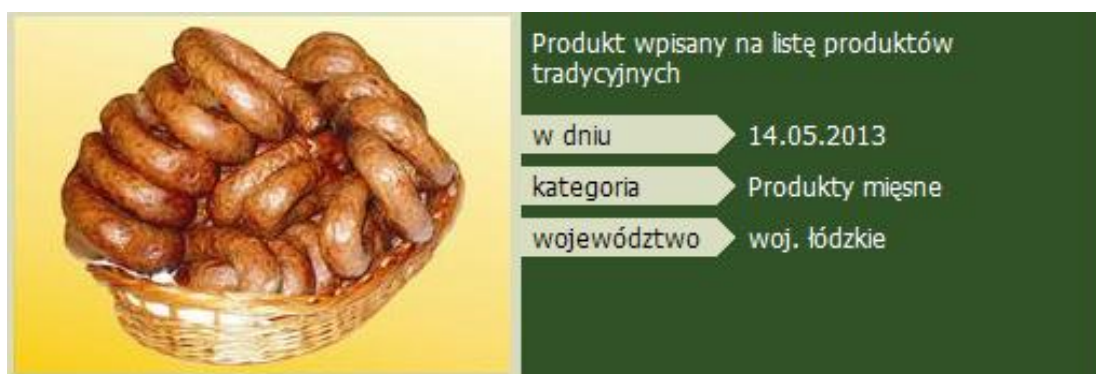 Produkt wpisany na listę produktów
tradycyjnych
w dniu 14.05.2013
kategoria Produkty mięsne
województwo woj. łódzkie